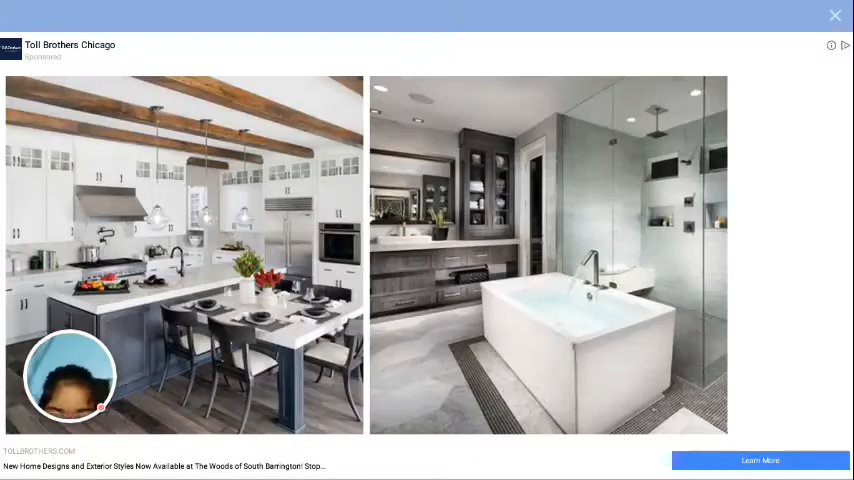 Toll Brothers Chicago
Sponsored
TOLLBROTHERS.COM
New Home Designs and Exterior Styles Now Available at The Woods of South Barrington! Stop...
Learn More